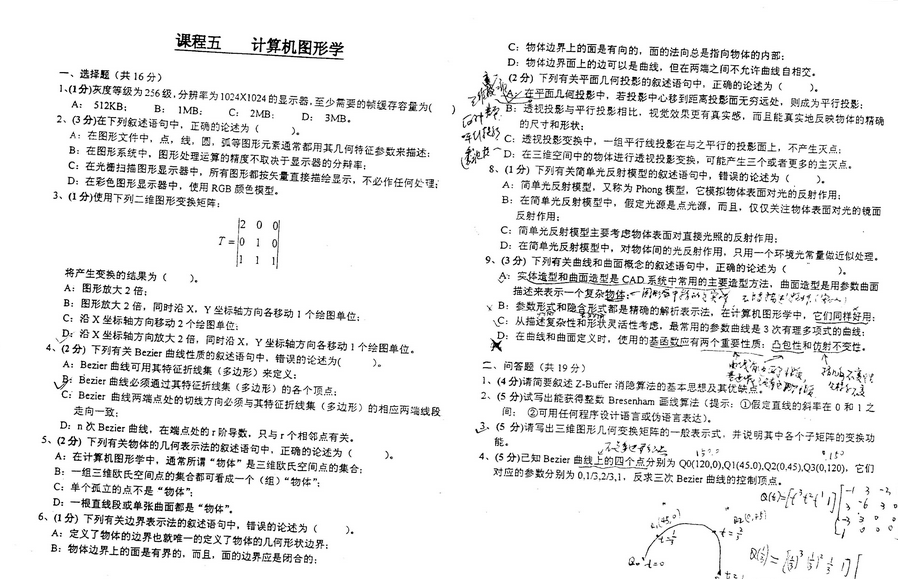 课程五 计算机图形学
一、选择题（共 16 分）
1、(1分)灰度等级为 256 级,分辨率为 1024X1024 的显示器,至少需要的帧缓存容量为( )
A： 512KB； B： 1MB； C： 2MB； D： 3MB。
2、(3 分)在下列叙述语句中，正确的论述为（ ）。
A：在图形文件中，点，线，圆，弧等图形元素通常都用其几何特征参数来描述；
B：在图形系统中，图形处理运算的精度不取决于显示器的分辩率；
C：在光栅扫描图形显示器中，所有图形都按矢量直接描绘显示，不必作任何处理；
D：在彩色图形显示器中，使用 RGB 颜色模型。
3、(1 分)使用下列二维图形变换矩阵：
2 0 0
T = 0 1 0
1 1 1
将产生变换的结果为（ ）。
A：图形放大 2 倍；
B：图形放大 2 倍，同时沿 X，Y 坐标轴方向各移动 1 个绘图单位；
C：沿 X 坐标轴方向移动 2 个绘图单位；
D：沿 X 坐标轴方向放大 2 倍，同时沿 X，Y 坐标轴方向各移动 1 个绘图单位。
4、(2 分) 下列有关 Bezier 曲线性质的叙述语句中，错误的论述为( )。
A：Bezier 曲线可用其特征折线集（多边形）来定义；
B：Bezier 曲线必须通过其特征折线集（多边形）的各个顶点；
C：Bezier 曲线两端点处的切线方向必须与其特征折线集（多边形）的相应两端线段
走向一致；
D：n 次 Bezier 曲线，在端点处的 r 阶导数，只与 r 个相邻点有关。
5、(2 分) 下列有关物体的几何表示法的叙述语句中，正确的论述为（ ）。
A：在计算机图形学中，通常所谓“物体”是三维欧氏空间点的集合；
B：一组三维欧氏空间点的集合都可看成一个（组）“物体”；
C：单个孤立的点不是“物体”；
D：一根直线段或单张曲面都是“物体”。
6、(1 分) 下列有关边界表示法的叙述语句中，错误的论述为（ ）。
A：定义了物体的边界也就唯一的定义了物体的几何形状边界；
B：物体边界上的面是有界的，而且，面的边界应是闭合的；
C：物体边界上的面是有向的，面的法向总是指向物体的内部；
D：物体边界面上的边可以是曲线，但在两端之间不允许曲线自相交。
(2 分) 下列有关平面几何投影的叙述语句中，正确的论述为（ ）。
A：在平面几何投影中，若投影中心移到距离投影面无穷远处，则成为平行投影；
B：透视投影与平行投影相比，视觉效果更有真实感，而且能真实地反映物体的精确
的尺寸和形状；
C：透视投影变换中，一组平行线投影在与之平行的投影面上，不产生灭点；
D：在三维空间中的物体进行透视投影变换，可能产生三个或者更多的主灭点。
8、(1 分) 下列有关简单光反射模型的叙述语句中，错误的论述为（ ）。
A：简单光反射模型，又称为 Phong 模型，它模拟物体表面对光的反射作用；
B：在简单光反射模型中，假定光源是点光源，而且，仅仅关注物体表面对光的镜面
反射作用；
C：简单光反射模型主要考虑物体表面对直接光照的反射作用；
D：在简单光反射模型中，对物体间的光反射作用，只用一个环境光常量做近似处理。
9、(3 分) 下列有关曲线和曲面概念的叙述语句中，正确的论述为（ ）。
A：实体造型和曲面造型是 CAD 系统中常用的主要造型方法，曲面造型是用参数曲面
描述来表示一个复杂物体；
B：参数形式和隐含形式都是精确的解析表示法，在计算机图形学中，它们同样好用；
C：从描述复杂性和形状灵活性考虑，最常用的参数曲线是 3 次有理多项式的曲线；
D：在曲线和曲面定义时，使用的基函数应有两个重要性质：凸包性和仿射不变性。
二、问答题（共 19 分）
1、(4 分)请简要叙述 Z-Buffer 消隐算法的基本思想及其优缺点。
2、(5 分)试写出能获得整数 Bresenham 画线算法（提示：①假定直线的斜率在 0 和 1 之
间； ②可用任何程序设计语言或伪语言表达）。
3、(5 分)请写出三维图形几何变换矩阵的一般表示式，并说明其中各个子矩阵的变换功
能。
4、(5分)已知 Bezier 曲线上的四个点分别为 Q0(120,0),Q1(45,0),Q2(0,45),Q3(0,120)，它们
对应的参数分别为 0,1/3,2/3,1，反求三次 Bezier 曲线的控制顶点。